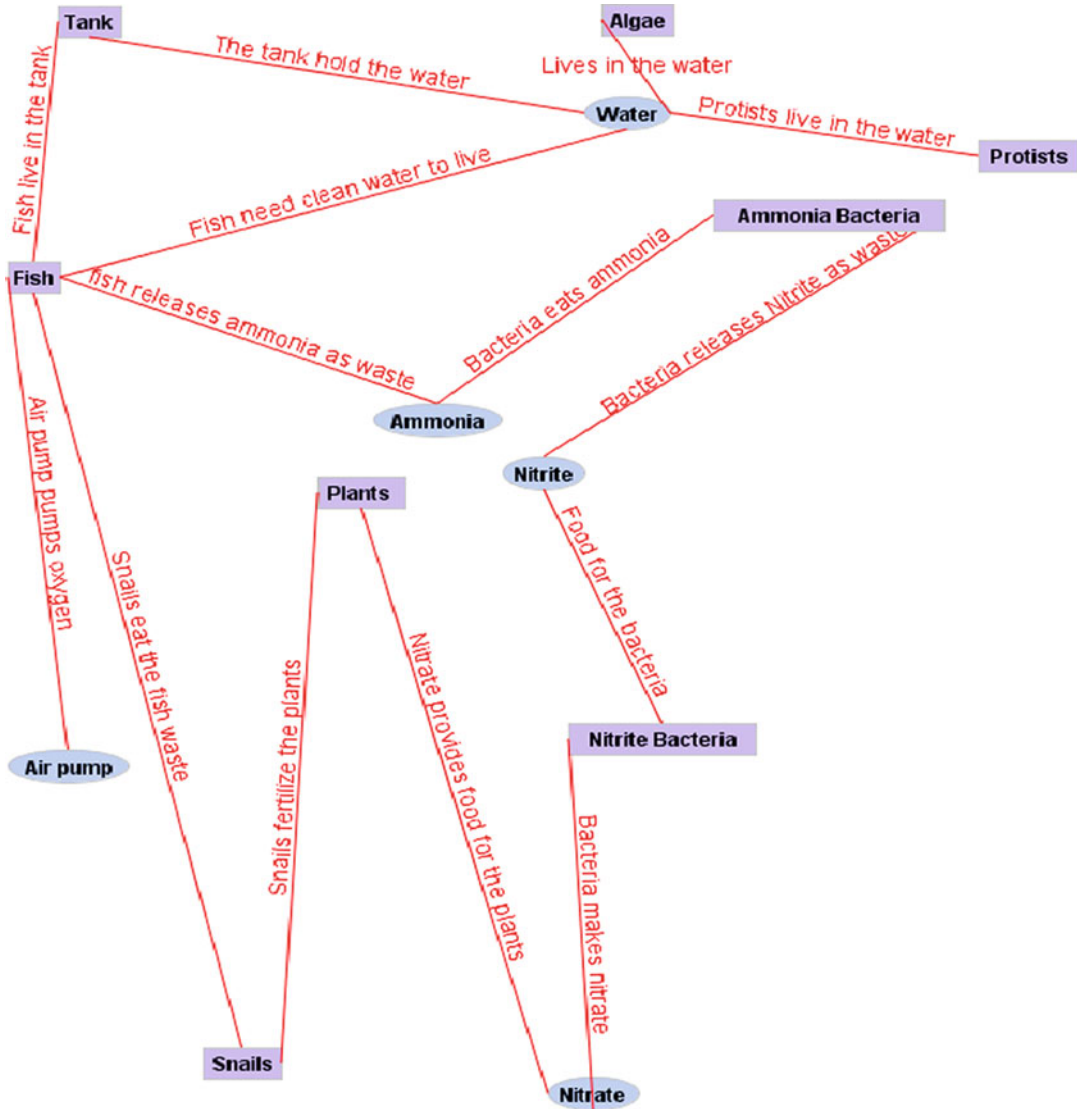 Tank
Algae
The tank hold the water
Lives in the water
Water
Protists live in the water
Protists
Fish live in the tank
Fish need clean water to live
Ammonia Bacteria
Fish
fish releases ammonia as waste
Bacteria eats ammonia
Bacteria releases Nitrite as waste
Ammonia
Nitrite
Plants
Air pump pumps oxygen
Snails eat the fish waste
Food for the bacteria
Snails fertilize the plants
Nitrate provides food for the plants
Nitrite Bacteria
Air pump
Bacteria makes nitrate
Snails
Nitrate